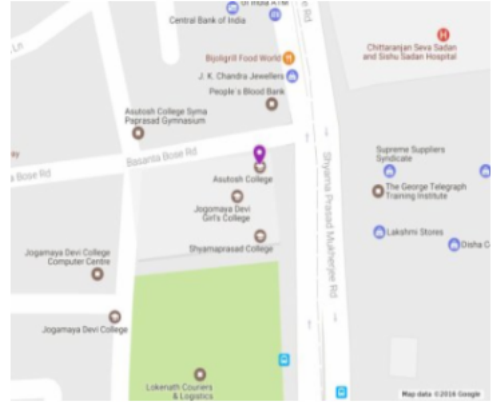 Central Bank of India
Bijoligrill Food World
J. K. Chandra Jewellers
People's Blood Bank
Chittaranjan Seva Sadan
and Sishu Sadan Hospital
Asutosh College Syma
Paprasad Gymnasium
Basanta Bose Rd
Bose Rd
Asutosh College
Jogomaya Devi
Girl's College
Shyamaprasad College
Shyama Prasad Mukherjee Rd
Supreme Suppliers
Syndicate
The George Telegraph
Training Institute
Lakshmi Stores
Disha C
Jogamaya Devi College
Computer Centre
Jogamaya Devi College
Lokenath Couriers
& Logistics
Map data ©2016 Google